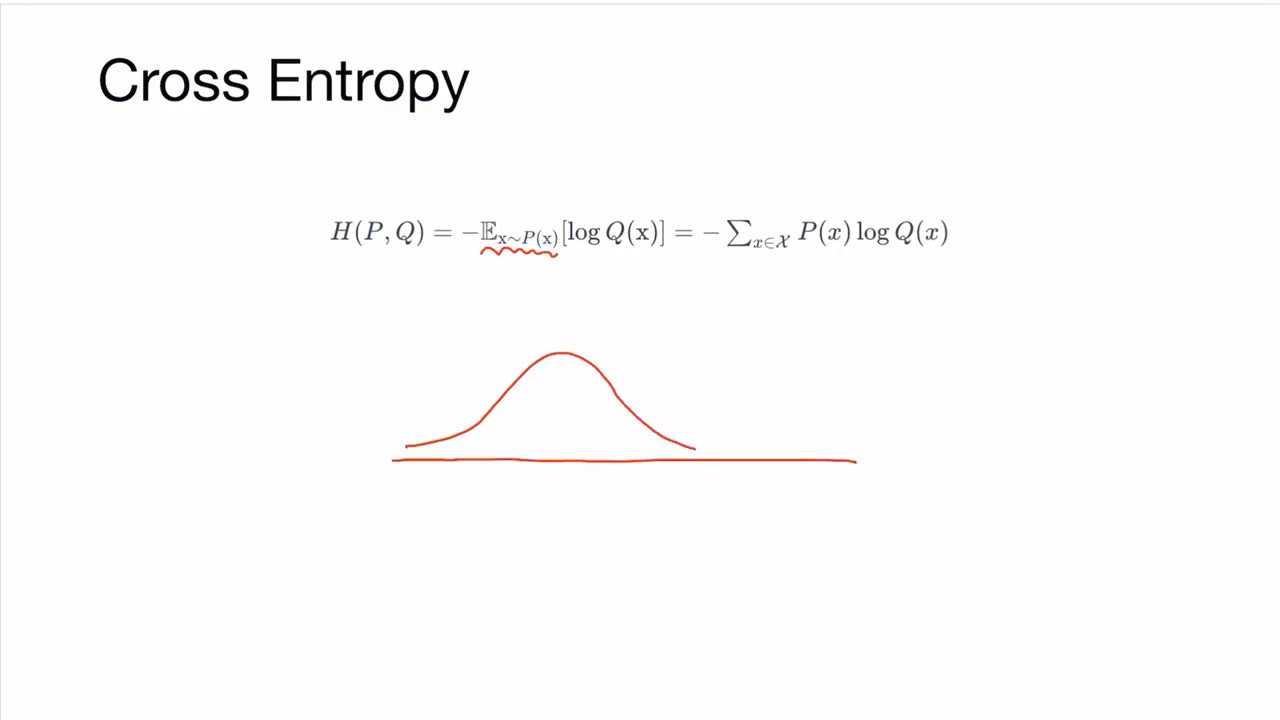 Cross Entropy
H(P, Q) = −𝔼ₓ∼P(x)[log Q(x)] = − ∑ₓ∈𝒳 P(x) log Q(x)